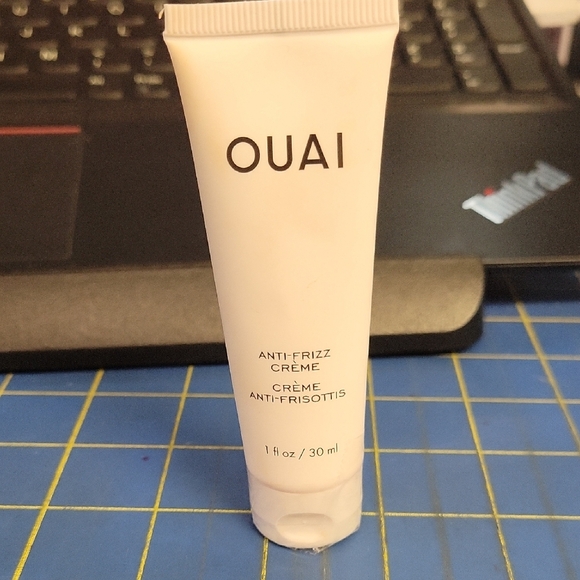 OUAI
ANTI-FRIZZ
CRÈME
CRÈME
ANTI-FRISOTTIS
1 fl oz / 30 ml
ThinkPad